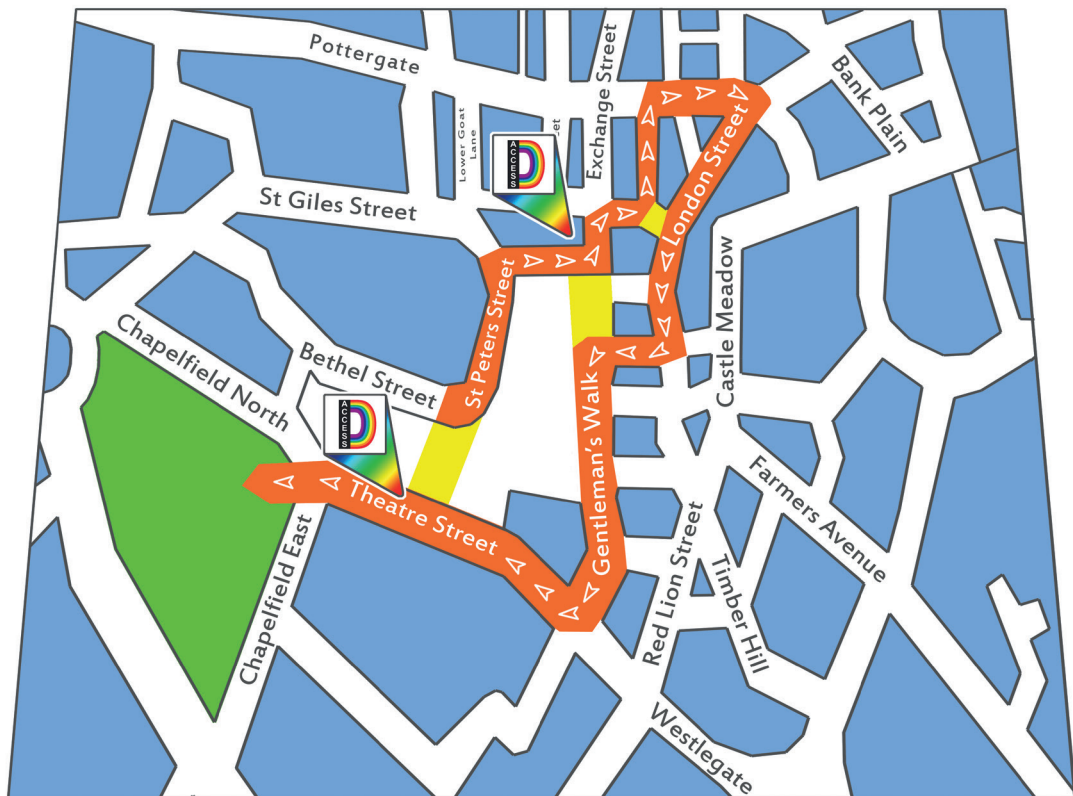 Pottergate
Exchange Street
Bank Plain
Lower Goat
Lane
ACCESS
D
London Street
St Giles Street
St Peters Street
Castle Meadow
Chapelfield North
Bethel Street
ACCESS
D
Gentleman's Walk
Farmers Avenue
Theatre Street
Chapelfield East
Red Lion Street
Timber Hill
Westlegate